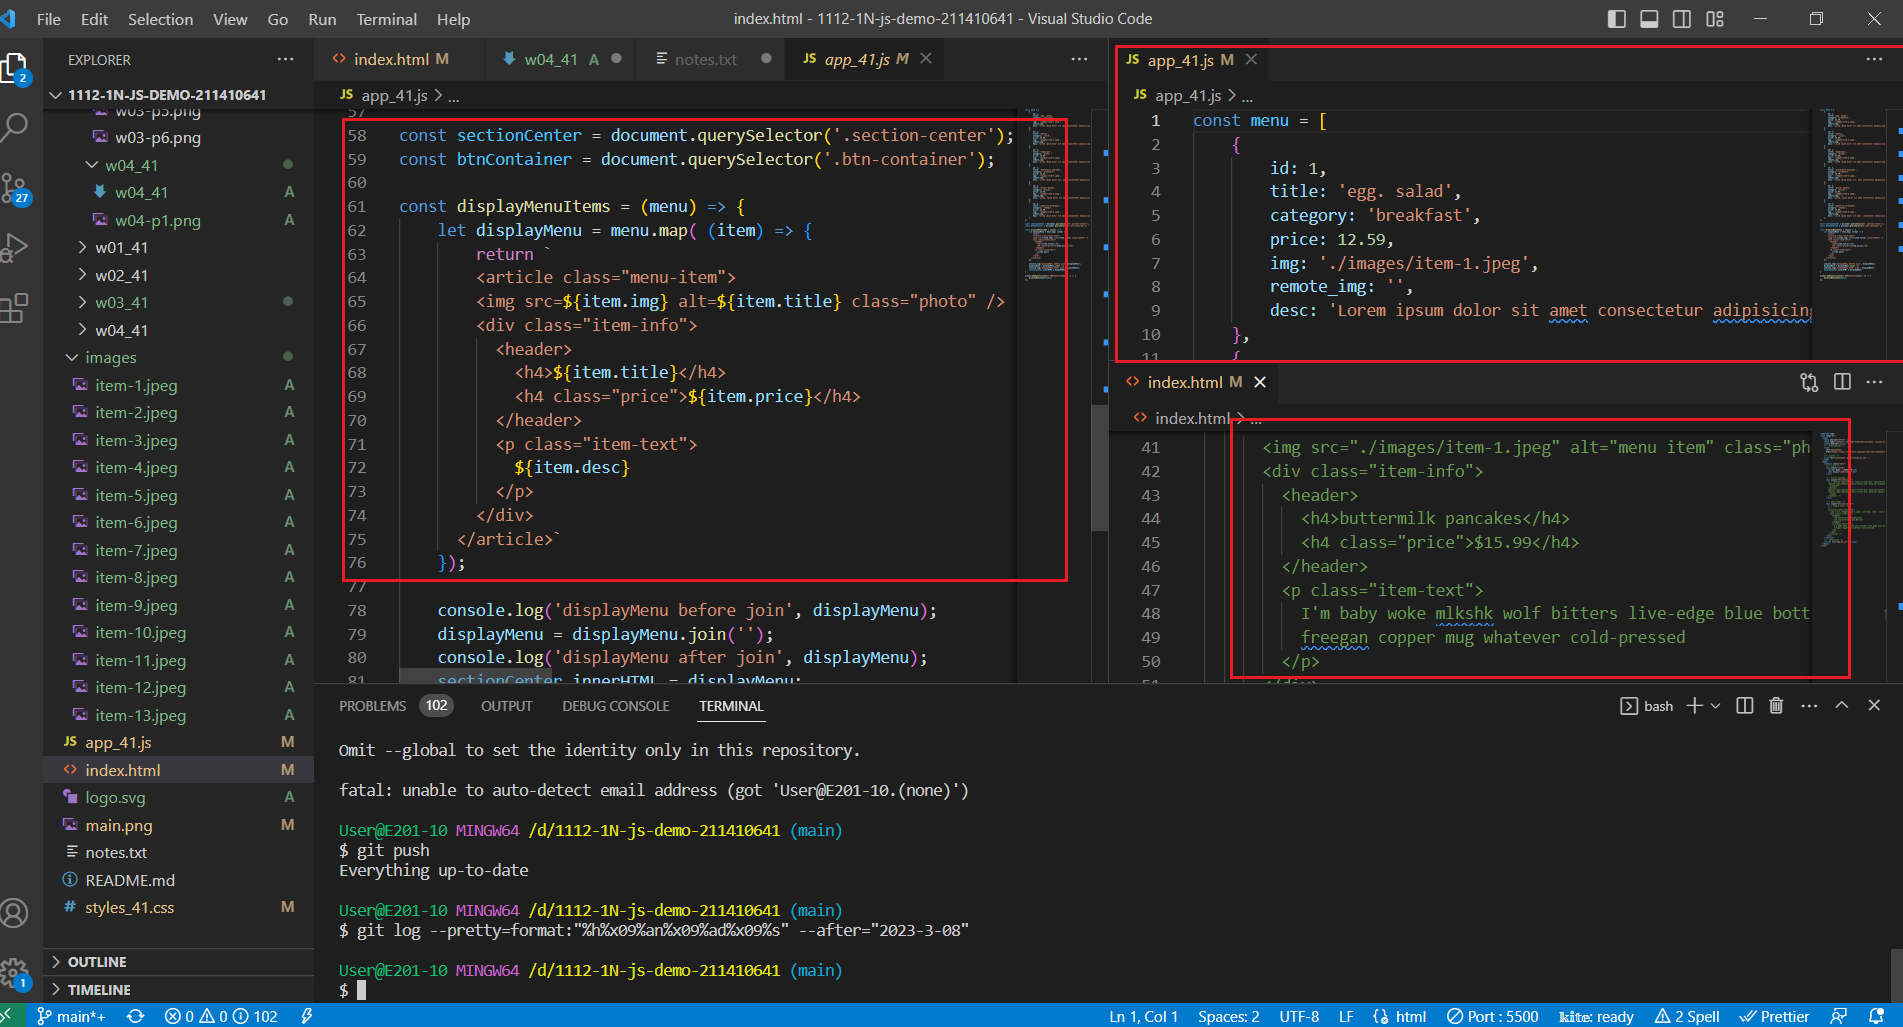 File Edit Selection View Go Run Terminal Help
index.html - 1112-1N-js-demo-211410641 - Visual Studio Code
EXPLORER
1112-1N-JS-DEMO-211410641
w03-p5.png
w03-p6.png
w04_41
w04_41 A
w04-p1.png A
w01_41
w02_41
w03_41
w04_41
images
item-1.jpeg A
item-2.jpeg A
item-3.jpeg A
item-4.jpeg A
item-5.jpeg A
item-6.jpeg A
item-7.jpeg A
item-8.jpeg A
item-9.jpeg A
item-10.jpeg A
item-11.jpeg A
item-12.jpeg A
item-13.jpeg A
JS app_41.js M
index.html M
logo.svg A
main.png M
notes.txt
README.md
# styles_41.css M
OUTLINE
TIMELINE
2
27
1
index.html M w04_41 A notes.txt JS app_41.js M
JS app_41.js > ...
57
58 const sectionCenter = document.querySelector('.section-center');
59 const btnContainer = document.querySelector('.btn-container');
60
61 const displayMenuItems = (menu) => {
62 let displayMenu = menu.map( (item) => {
63 return `
64 <article class="menu-item">
65 <img src=${item.img} alt=${item.title} class="photo" />
66 <div class="item-info">
67 <header>
68 <h4>${item.title}</h4>
69 <h4 class="price">${item.price}</h4>
70 </header>
71 <p class="item-text">
72 ${item.desc}
73 </p>
74 </div>
75 </article>`
76 });
77
78 console.log('displayMenu before join', displayMenu);
79 displayMenu = displayMenu.join('');
80 console.log('displayMenu after join', displayMenu);
81 sectionCenter.innerHTML = displayMenu;
JS app_41.js M
JS app_41.js > ...
1 const menu = [
2 {
3 id: 1,
4 title: 'egg. salad',
5 category: 'breakfast',
6 price: 12.59,
7 img: './images/item-1.jpeg',
8 remote_img: '',
9 desc: 'Lorem ipsum dolor sit amet consectetur adipisicing
10 },
11 {
index.html M
index.html > ...
41 <img src="./images/item-1.jpeg" alt="menu item" class="ph
42 <div class="item-info">
43 <header>
44 <h4>buttermilk pancakes</h4>
45 <h4 class="price">$15.99</h4>
46 </header>
47 <p class="item-text">
48 I'm baby woke mlkshk wolf bitters live-edge blue bott
49 freegan copper mug whatever cold-pressed
50 </p>
51 </div>
PROBLEMS 102 OUTPUT DEBUG CONSOLE TERMINAL
bash
Omit --global to set the identity only in this repository.
fatal: unable to auto-detect email address (got 'User@E201-10.(none)')
User@E201-10 MINGW64 /d/1112-1N-js-demo-211410641 (main)
$ git push
Everything up-to-date
User@E201-10 MINGW64 /d/1112-1N-js-demo-211410641 (main)
$ git log --pretty=format:"%h%x09%an%x09%ad%x09%s" --after="2023-3-08"
User@E201-10 MINGW64 /d/1112-1N-js-demo-211410641 (main)
$
main*+ 0 0 102 Ln 1, Col 1 Spaces: 2 UTF-8 LF html Port : 5500 kite: ready 2 Spell Prettier